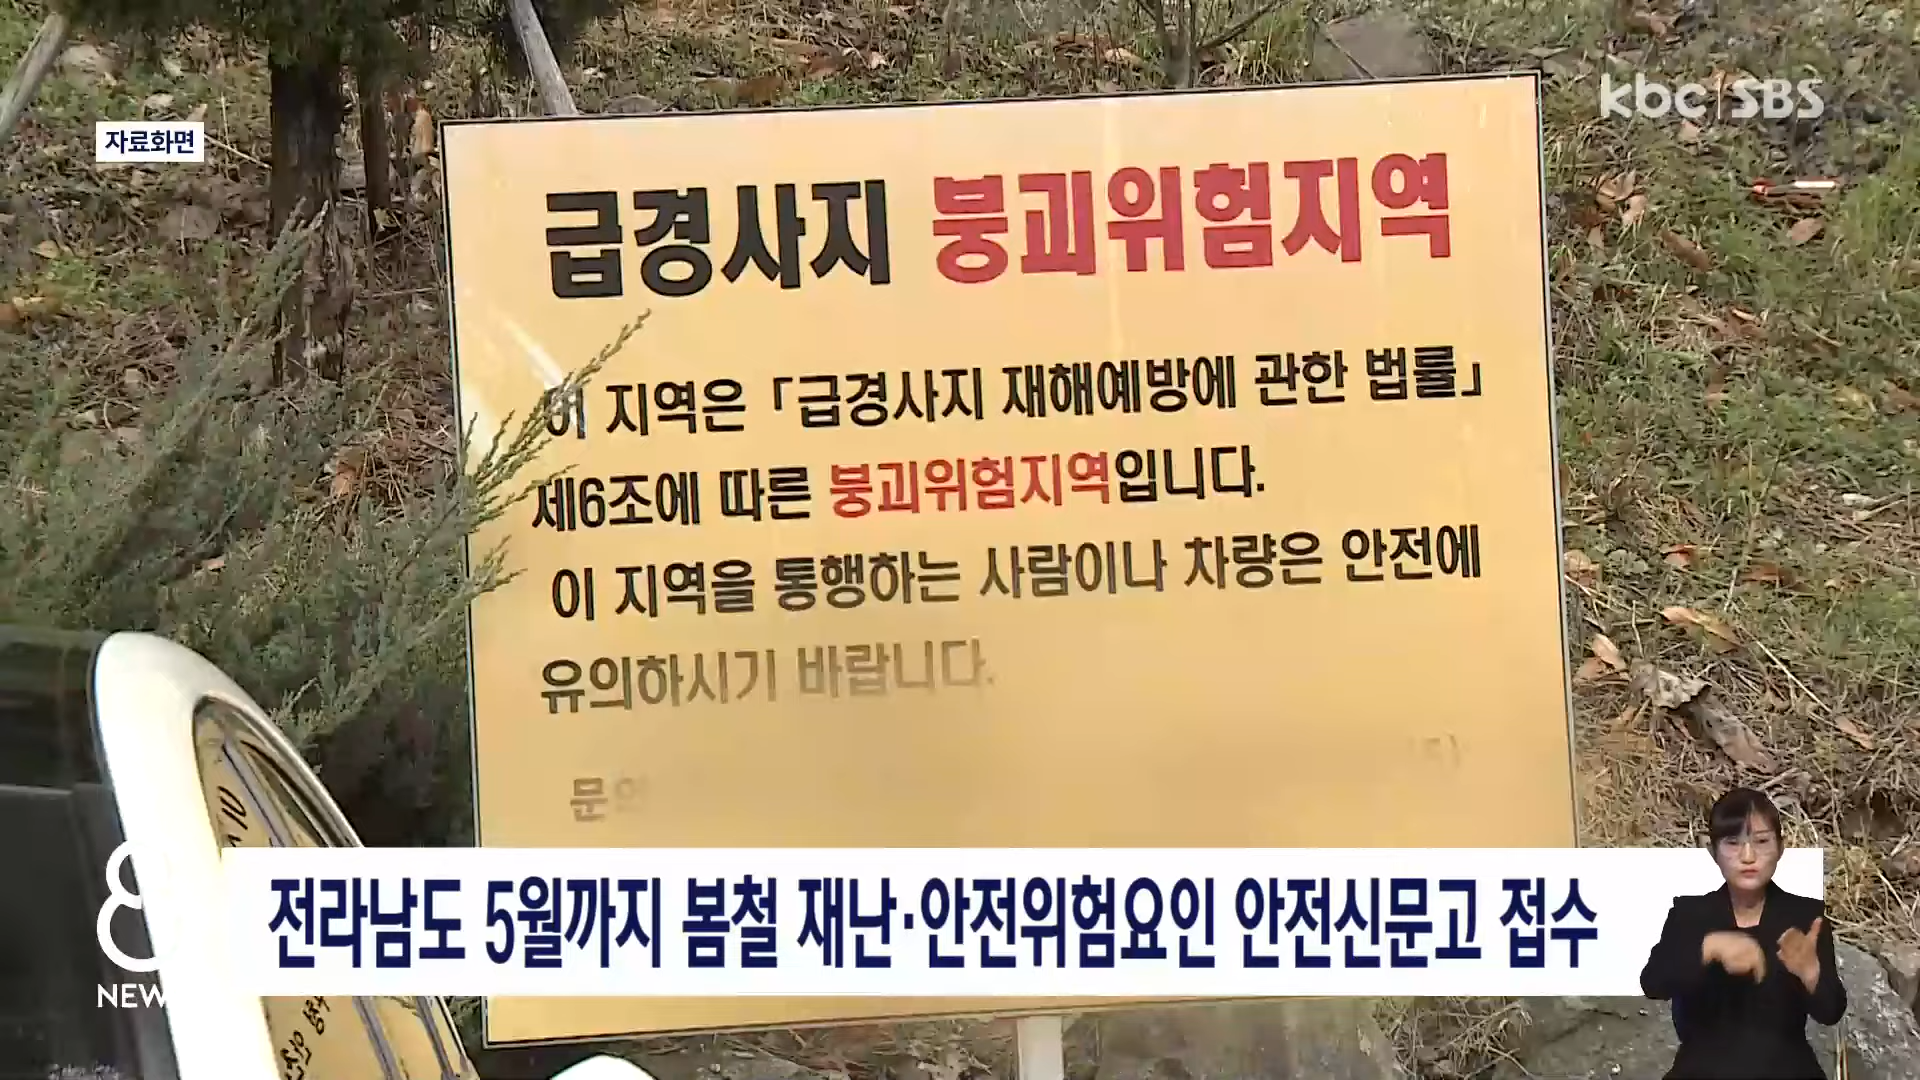 kbc | SBS
자료화면
급경사지 붕괴위험지역
이 지역은 「급경사지 재해예방에 관한 법률」
제6조에 따른 붕괴위험지역입니다.
이 지역을 통행하는 사람이나 차량은 안전에
유의하시기 바랍니다.
문의
8
NEW
전라남도 5월까지 봄철 재난·안전위험요인 안전신문고 접수